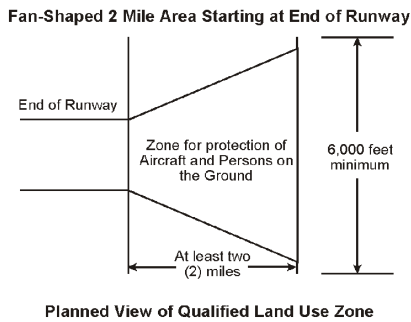 Fan-Shaped 2 Mile Area Starting at End of Runway
End of Runway
Zone for protection of
Aircraft and Persons on
the Ground
6,000 feet
minimum
At least two
(2) miles
Planned View of Qualified Land Use Zone